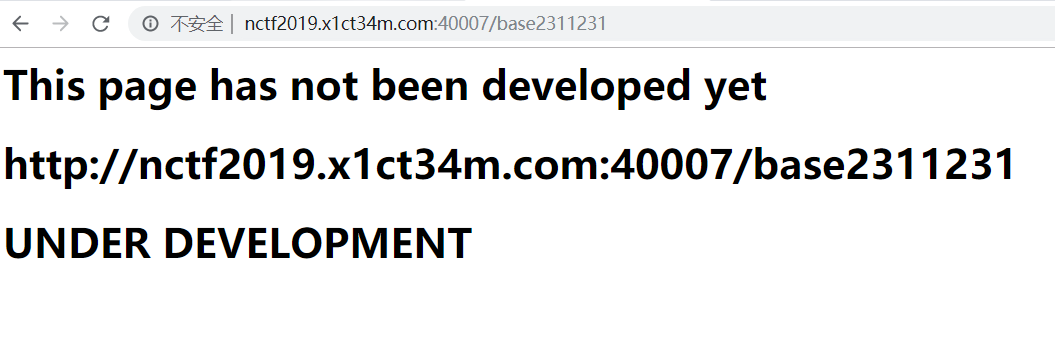 不安全 | nctf2019.x1ct34m.com:40007/base2311231
This page has not been developed yet
http://nctf2019.x1ct34m.com:40007/base2311231
UNDER DEVELOPMENT